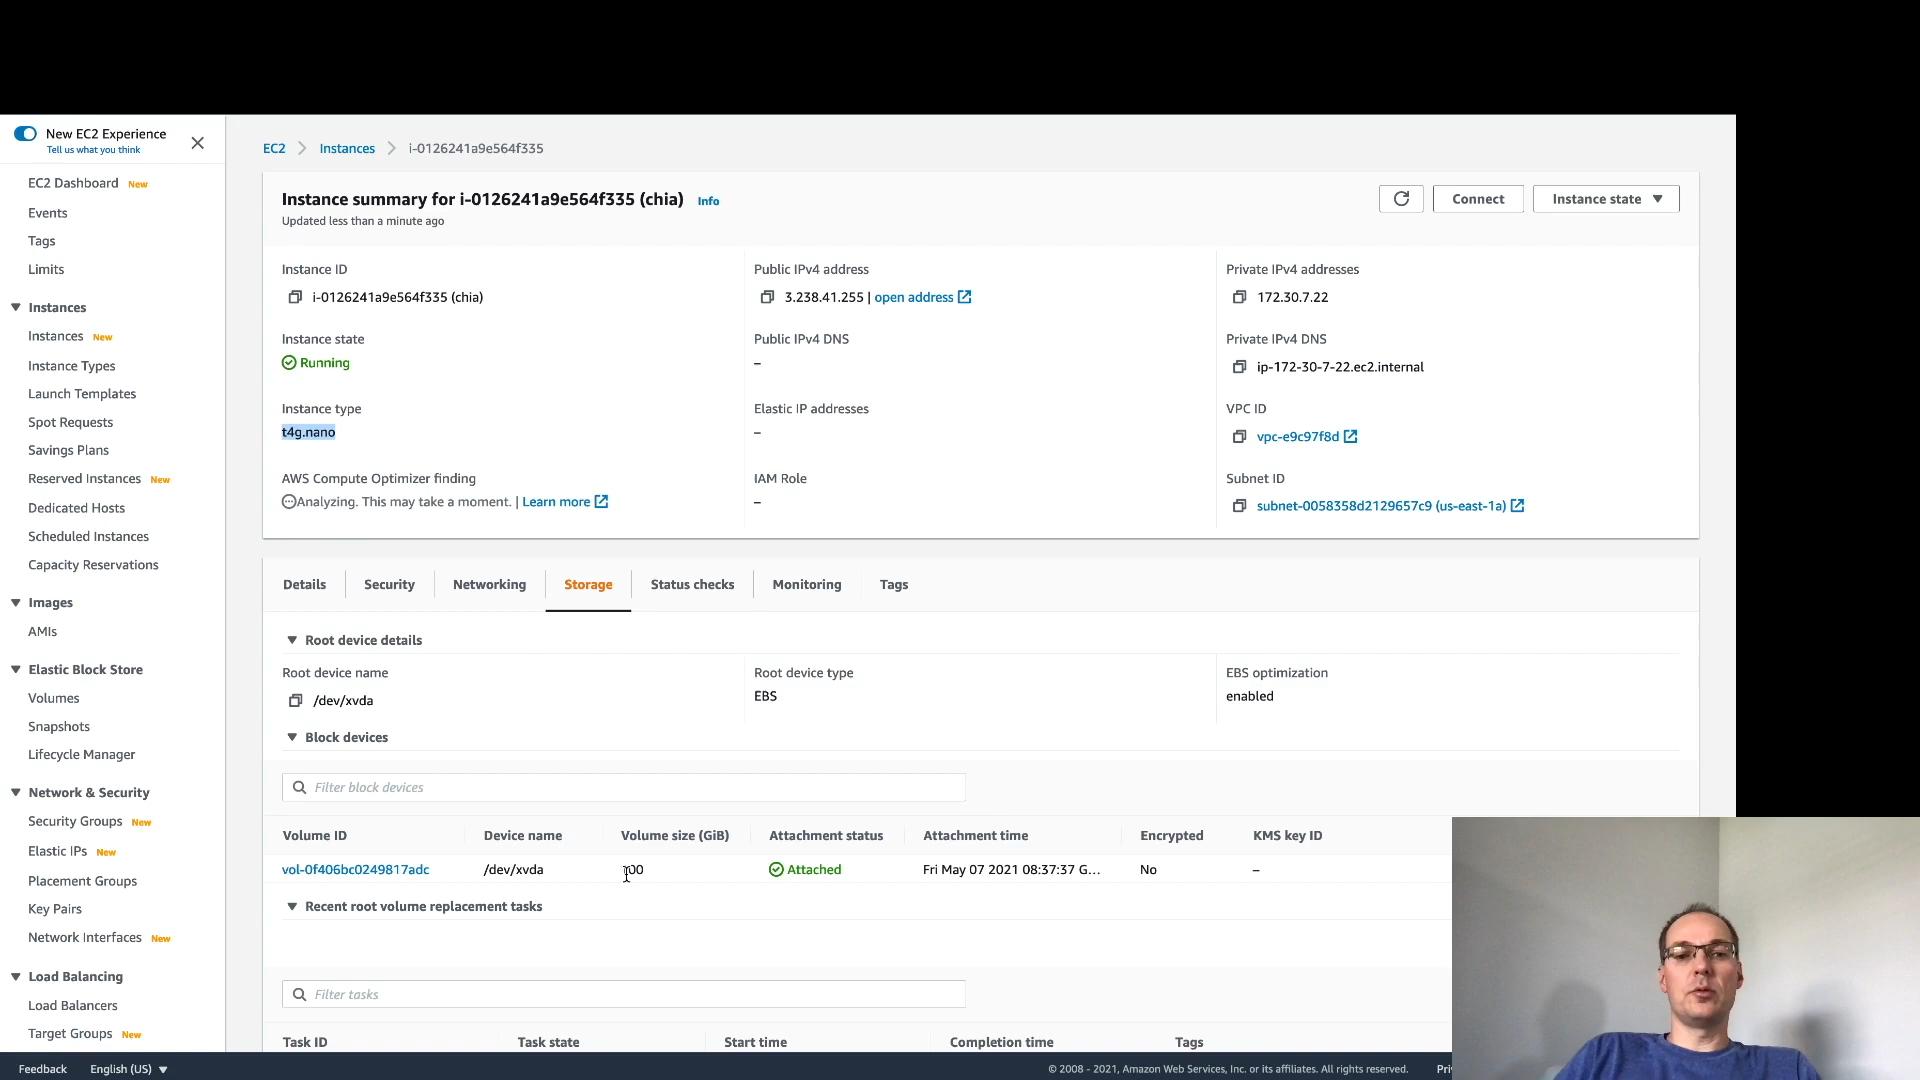 New EC2 Experience
Tell us what you think
EC2 Dashboard New
Events
Tags
Limits
Instances
Instances New
Instance Types
Launch Templates
Spot Requests
Savings Plans
Reserved Instances New
Dedicated Hosts
Scheduled Instances
Capacity Reservations
Images
AMIs
Elastic Block Store
Volumes
Snapshots
Lifecycle Manager
Network & Security
Security Groups New
Elastic IPs New
Placement Groups
Key Pairs
Network Interfaces New
Load Balancing
Load Balancers
Target Groups New
EC2 > Instances > i-0126241a9e564f335
Instance summary for i-0126241a9e564f335 (chia) Info
Updated less than a minute ago
Connect
Instance state
Instance ID
i-0126241a9e564f335 (chia)
Public IPv4 address
3.238.41.255 | open address
Private IPv4 addresses
172.30.7.22
Instance state
Running
Public IPv4 DNS
–
Private IPv4 DNS
ip-172-30-7-22.ec2.internal
Instance type
t4g.nano
Elastic IP addresses
–
VPC ID
vpc-e9c97f8d
AWS Compute Optimizer finding
Analyzing. This may take a moment. | Learn more
IAM Role
–
Subnet ID
subnet-0058358d2129657c9 (us-east-1a)
Details Security Networking Storage Status checks Monitoring Tags
Root device details
Root device name
/dev/xvda
Root device type
EBS
EBS optimization
enabled
Block devices
Filter block devices
Volume ID Device name Volume size (GiB) Attachment status Attachment time Encrypted KMS key ID
vol-0f406bc0249817adc /dev/xvda Attached Fri May 07 2021 08:37:37 G... No –
Recent root volume replacement tasks
Filter tasks
Task ID Task state Start time Completion time Tags
Feedback English (US) © 2008 - 2021, Amazon Web Services, Inc. or its affiliates. All rights reserved.